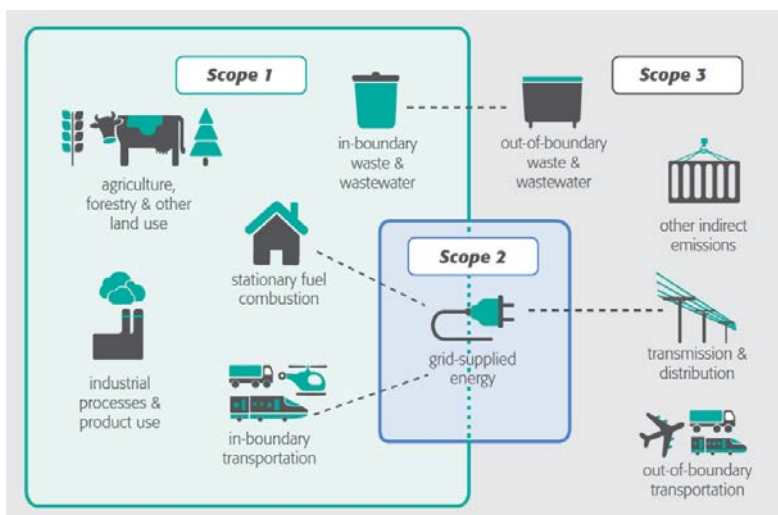 Scope 1
Scope 3
in-boundary
waste &
wastewater
out-of-boundary
waste &
wastewater
agriculture,
forestry & other
land use
other indirect
emissions
Scope 2
stationary fuel
combustion
grid-supplied
energy
transmission &
distribution
industrial
processes &
product use
in-boundary
transportation
out-of-boundary
transportation